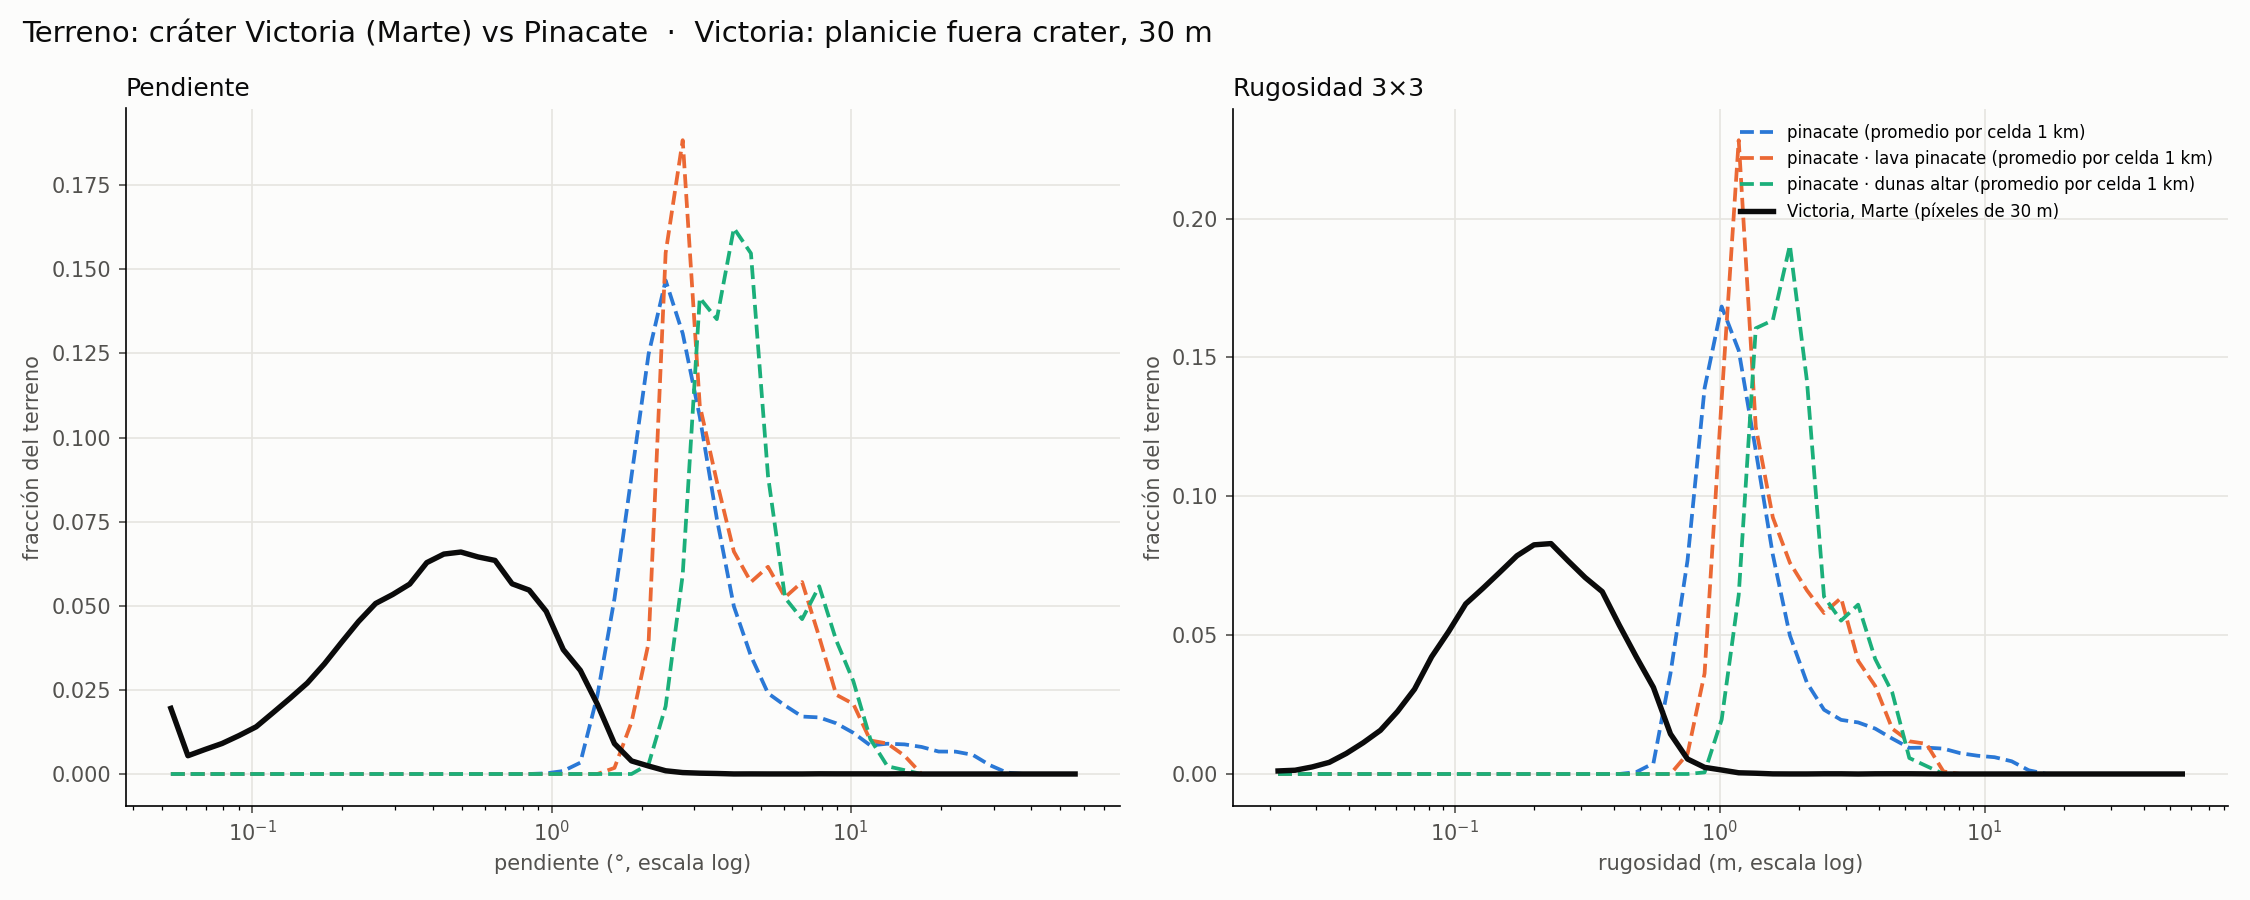 Terreno: cráter Victoria (Marte) vs Pinacate · Victoria: planicie fuera crater, 30 m
Pendiente
fracción del terreno
0.175
0.150
0.125
0.100
0.075
0.050
0.025
0.000
10⁻¹ 10⁰ 10¹
pendiente (°, escala log)
Rugosidad 3×3
pinacate (promedio por celda 1 km)
pinacate · lava pinacate (promedio por celda 1 km)
pinacate · dunas altar (promedio por celda 1 km)
Victoria, Marte (píxeles de 30 m)
fracción del terreno
0.20
0.15
0.10
0.05
0.00
10⁻¹ 10⁰ 10¹
rugosidad (m, escala log)